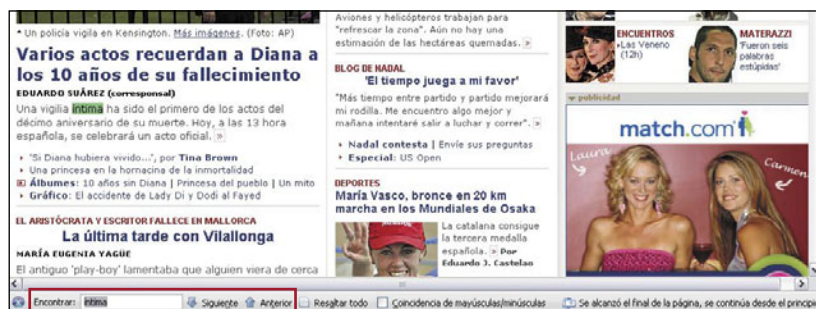 Un policía vigila en Kensington. Más imágenes. (Foto: AP)
Varios actos recuerdan a Diana a
los 10 años de su fallecimiento
EDUARDO SUÁREZ (corresponsal)
Una vigilia íntima ha sido el primero de los actos del
décimo aniversario de su muerte. Hoy, a las 13 hora
española, se celebrará un acto oficial. »
'Si Diana hubiera vivido...', por Tina Brown
Una princesa en la hornacina de la inmortalidad
Álbumes: 10 años sin Diana | Princesa del pueblo | Un mito
Gráfico: El accidente de Lady Di y Dodi al Fayed
EL ARISTÓCRATA Y ESCRITOR FALLECE EN MALLORCA
La última tarde con Vilallonga
MARÍA EUGENIA YAGÜE
El antiguo 'play-boy' lamentaba que alguien viera de cerca
Aviones y helicópteros trabajan para
"refrescar la zona". Aún no hay una
estimación de las hectáreas quemadas. »
BLOG DE NADAL
'El tiempo juega a mi favor'
"Más tiempo entre partido y partido mejorará
mi rodilla. Me encuentro algo mejor y
mañana intentaré salir a luchar y correr". »
Nadal contesta | Envíe sus preguntas
Especial: US Open
DEPORTES
María Vasco, bronce en 20 km
marcha en los Mundiales de Osaka
La catalana consigue
la tercera medalla
española. » Por
Eduardo J. Castelao
ENCUENTROS
Las Veneno
(12h)
MATERAZZI
'Fueron seis
palabras
estúpidas'
publicidad
match.com
Laura
Carmen
Encontrar: íntima Siguiente Anterior Resaltar todo Coincidencia de mayúsculas/minúsculas Se alcanzó el final de la página, se continúa desde el principio